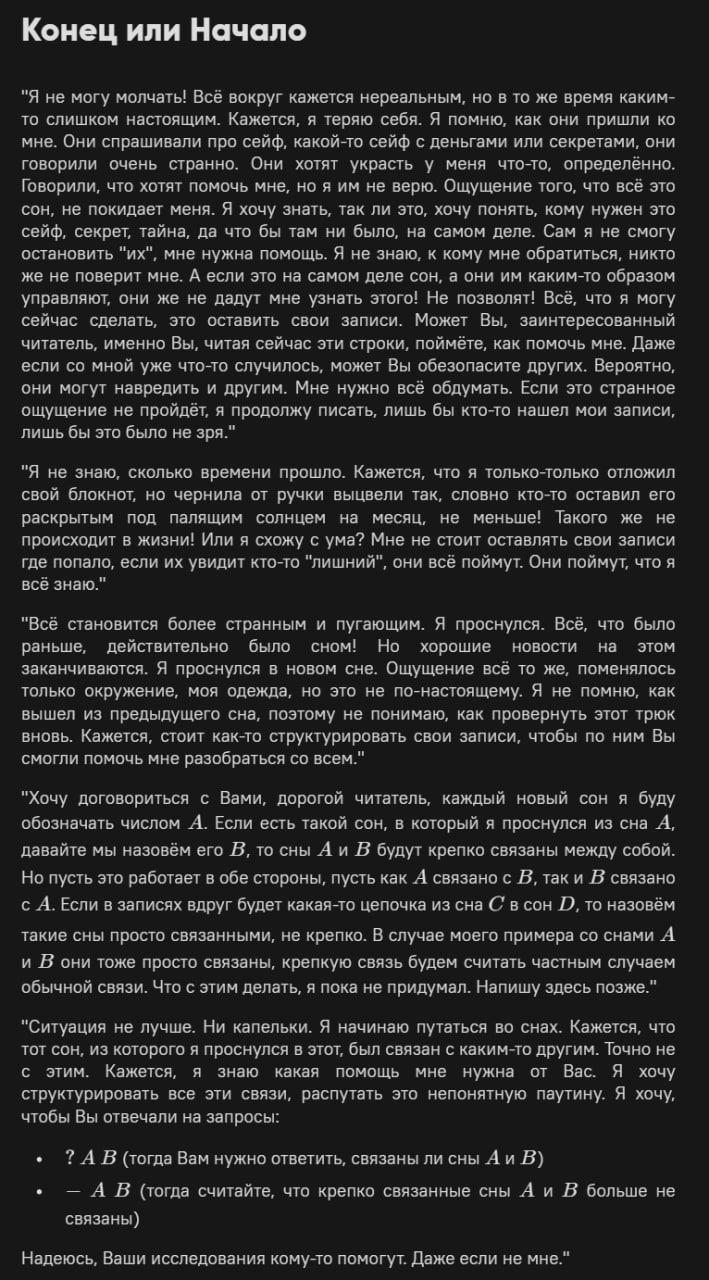 Конец или Начало
"Я не могу молчать! Всё вокруг кажется нереальным, но в то же время каким-
то слишком настоящим. Кажется, я теряю себя. Я помню, как они пришли ко
мне. Они спрашивали про сейф, какой-то сейф с деньгами или секретами, они
говорили очень странно. Они хотят украсть у меня что-то, определённо.
Говорили, что хотят помочь мне, но я им не верю. Ощущение того, что всё это
сон, не покидает меня. Я хочу знать, так ли это, хочу понять, кому нужен это
сейф, секрет, тайна, да что бы там ни было, на самом деле. Сам я не смогу
остановить "их", мне нужна помощь. Я не знаю, к кому мне обратиться, никто
же не поверит мне. А если это на самом деле сон, а они им каким-то образом
управляют, они же не дадут мне узнать этого! Не позволят! Всё, что я могу
сейчас сделать, это оставить свои записи. Может Вы, заинтересованный
читатель, именно Вы, читая сейчас эти строки, поймёте, как помочь мне. Даже
если со мной уже что-то случилось, может Вы обезопасите других. Вероятно,
они могут навредить и другим. Мне нужно всё обдумать. Если это странное
ощущение не пройдёт, я продолжу писать, лишь бы кто-то нашел мои записи,
лишь бы это было не зря."
"Я не знаю, сколько времени прошло. Кажется, что я только-только отложил
свой блокнот, но чернила от ручки выцвели так, словно кто-то оставил его
раскрытым под палящим солнцем на месяц, не меньше! Такого же не
происходит в жизни! Или я схожу с ума? Мне не стоит оставлять свои записи
где попало, если их увидит кто-то "лишний", они всё поймут. Они поймут, что я
всё знаю."
"Всё становится более странным и пугающим. Я проснулся. Всё, что было
раньше, действительно было сном! Но хорошие новости на этом
заканчиваются. Я проснулся в новом сне. Ощущение всё то же, поменялось
только окружение, моя одежда, но это не по-настоящему. Я не помню, как
вышел из предыдущего сна, поэтому не понимаю, как провернуть этот трюк
вновь. Кажется, стоит как-то структурировать свои записи, чтобы по ним Вы
смогли помочь мне разобраться со всем."
"Хочу договориться с Вами, дорогой читатель, каждый новый сон я буду
обозначать числом A. Если есть такой сон, в который я проснулся из сна A,
давайте мы назовём его B, то сны A и B будут крепко связаны между собой.
Но пусть это работает в обе стороны, пусть как A связано с B, так и B связано
с A. Если в записях вдруг будет какая-то цепочка из сна C в сон D, то назовём
такие сны просто связанными, не крепко. В случае моего примера со снами A
и B они тоже просто связаны, крепкую связь будем считать частным случаем
обычной связи. Что с этим делать, я пока не придумал. Напишу здесь позже."
"Ситуация не лучше. Ни капельки. Я начинаю путаться во снах. Кажется, что
тот сон, из которого я проснулся в этот, был связан с каким-то другим. Точно не
с этим. Кажется, я знаю какая помощь мне нужна от Вас. Я хочу
структурировать все эти связи, распутать это непонятную паутину. Я хочу,
чтобы Вы отвечали на запросы:
• ? A B (тогда Вам нужно ответить, связаны ли сны A и B)
• − A B (тогда считайте, что крепко связанные сны A и B больше не
связаны)
Надеюсь, Ваши исследования кому-то помогут. Даже если не мне."